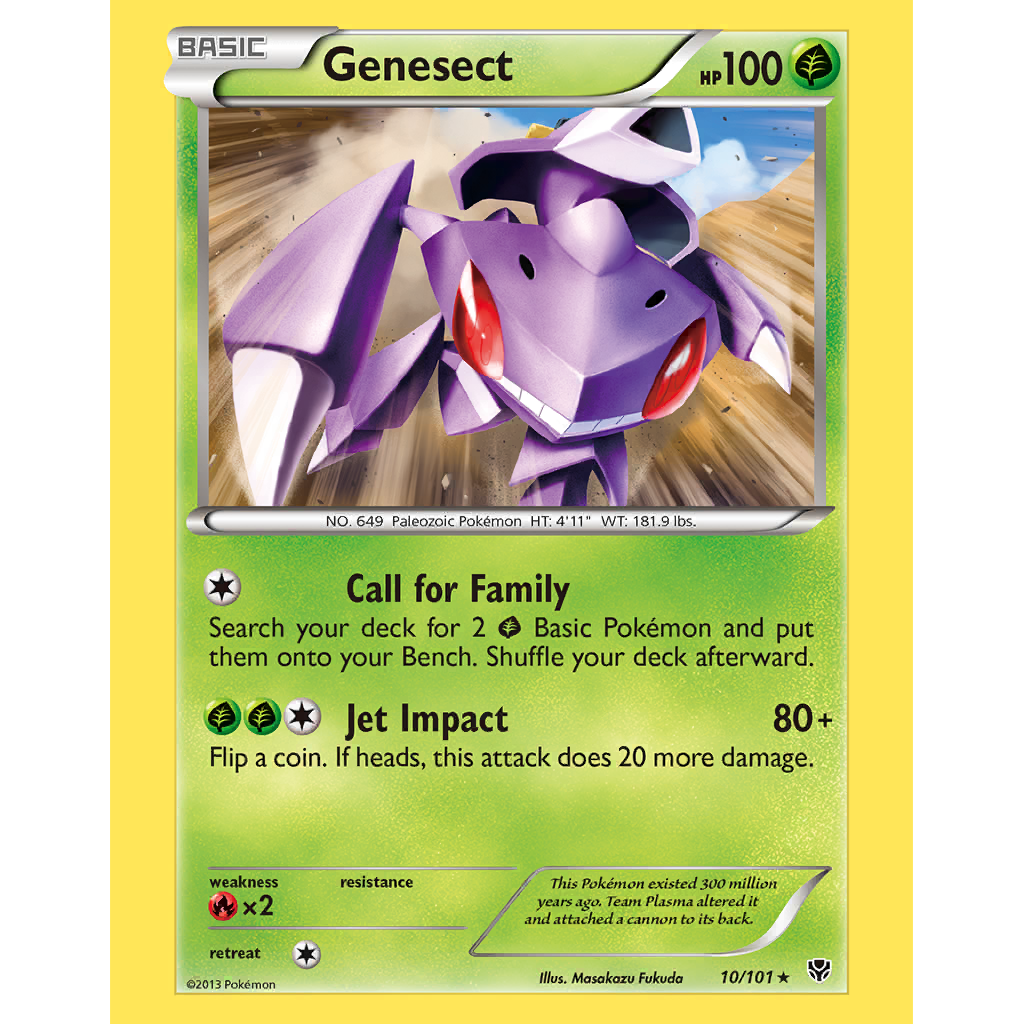 BASIC
Genesect
HP100
NO. 649 Paleozoic Pokémon HT: 4'11" WT: 181.9 lbs.
Call for Family
Search your deck for 2 Basic Pokémon and put
them onto your Bench. Shuffle your deck afterward.
Jet Impact 80+
Flip a coin. If heads, this attack does 20 more damage.
weakness resistance
×2
This Pokémon existed 300 million
years ago. Team Plasma altered it
and attached a cannon to its back.
retreat
Illus. Masakazu Fukuda 10/101 ★
©2013 Pokémon